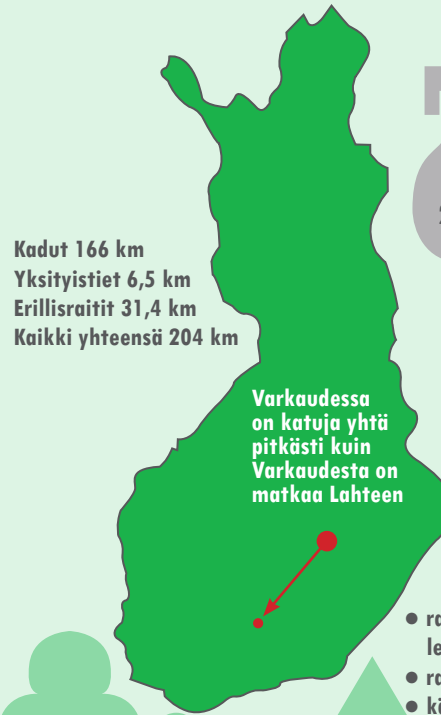 Kadut 166 km
Yksityistiet 6,5 km
Erillisraitit 31,4 km
Kaikki yhteensä 204 km
Varkaudessa
on katuja yhtä
pitkästi kuin
Varkaudesta on
matkaa Lahteen